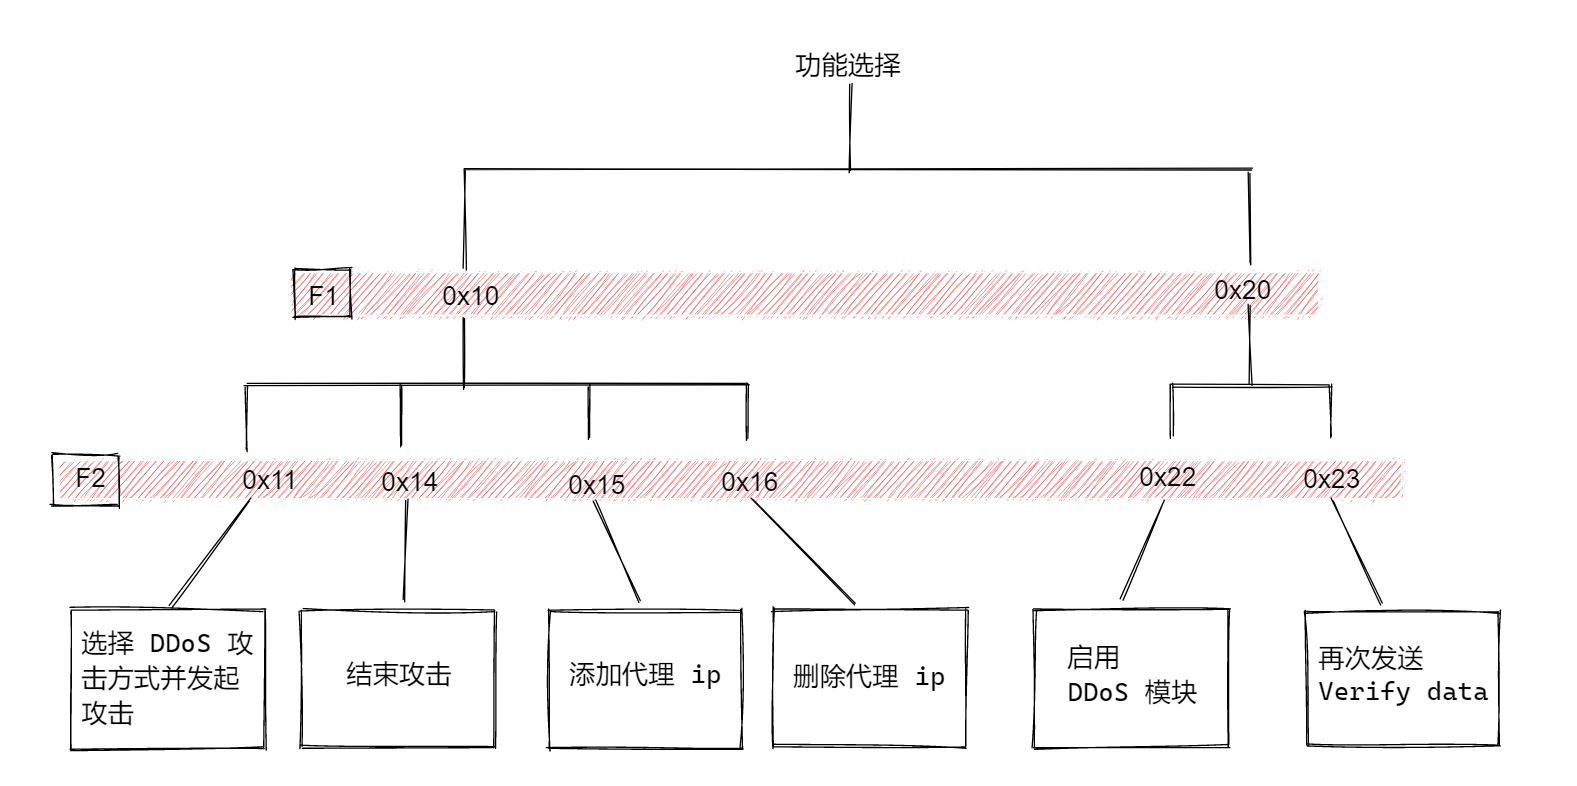 功能选择
F1
0x10
0x20
F2
0x11
0x14
0x15
0x16
0x22
0x23
选择 DDoS 攻
击方式并发起
攻击
结束攻击
添加代理 ip
删除代理 ip
启用
DDoS 模块
再次发送
Verify data